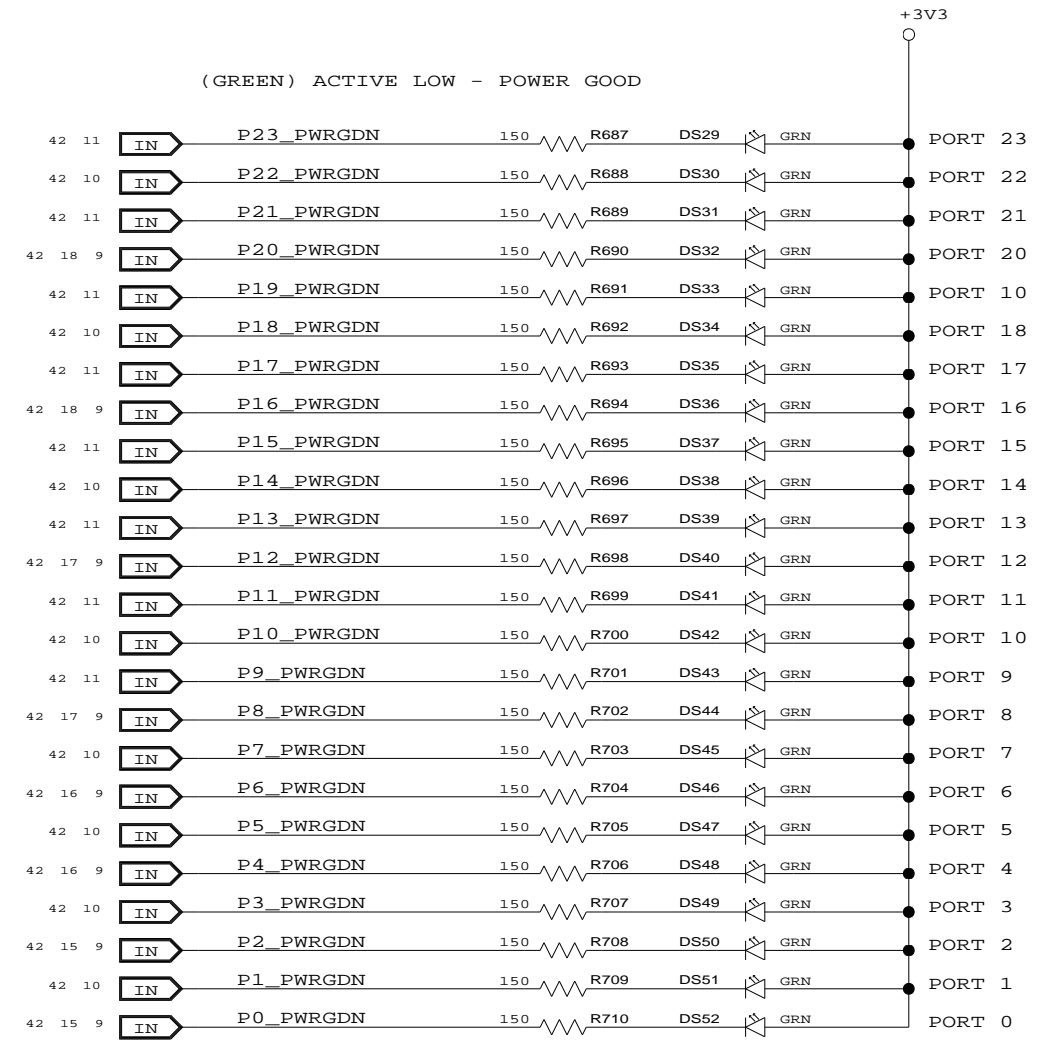 +3V3
(GREEN) ACTIVE LOW - POWER GOOD
42 11 IN P23_PWRGDN 150 R687 DS29 GRN PORT 23
42 10 IN P22_PWRGDN 150 R688 DS30 GRN PORT 22
42 11 IN P21_PWRGDN 150 R689 DS31 GRN PORT 21
42 18 9 IN P20_PWRGDN 150 R690 DS32 GRN PORT 20
42 11 IN P19_PWRGDN 150 R691 DS33 GRN PORT 10
42 10 IN P18_PWRGDN 150 R692 DS34 GRN PORT 18
42 11 IN P17_PWRGDN 150 R693 DS35 GRN PORT 17
42 18 9 IN P16_PWRGDN 150 R694 DS36 GRN PORT 16
42 11 IN P15_PWRGDN 150 R695 DS37 GRN PORT 15
42 10 IN P14_PWRGDN 150 R696 DS38 GRN PORT 14
42 11 IN P13_PWRGDN 150 R697 DS39 GRN PORT 13
42 17 9 IN P12_PWRGDN 150 R698 DS40 GRN PORT 12
42 11 IN P11_PWRGDN 150 R699 DS41 GRN PORT 11
42 10 IN P10_PWRGDN 150 R700 DS42 GRN PORT 10
42 11 IN P9_PWRGDN 150 R701 DS43 GRN PORT 9
42 17 9 IN P8_PWRGDN 150 R702 DS44 GRN PORT 8
42 10 IN P7_PWRGDN 150 R703 DS45 GRN PORT 7
42 16 9 IN P6_PWRGDN 150 R704 DS46 GRN PORT 6
42 10 IN P5_PWRGDN 150 R705 DS47 GRN PORT 5
42 16 9 IN P4_PWRGDN 150 R706 DS48 GRN PORT 4
42 10 IN P3_PWRGDN 150 R707 DS49 GRN PORT 3
42 15 9 IN P2_PWRGDN 150 R708 DS50 GRN PORT 2
42 10 IN P1_PWRGDN 150 R709 DS51 GRN PORT 1
42 15 9 IN P0_PWRGDN 150 R710 DS52 GRN PORT 0